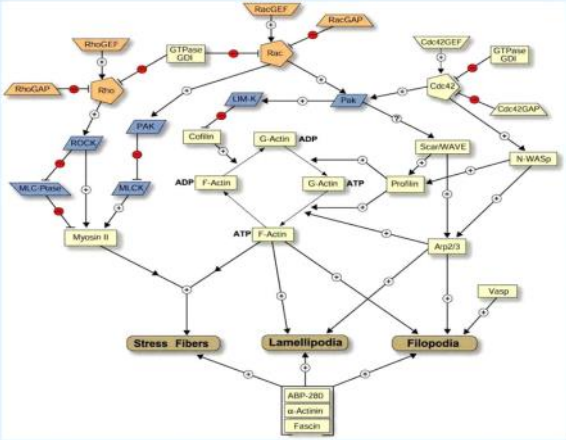 RacGEF
RacGAP
RhoGEF
GTPase
GDI
Rac
Cdc42GEF
GTPase
GDI
RhoGAP
Rho
Cdc42
LIM-K
Pak
Cdc42GAP
PAK
ROCK
Cofilin
G-Actin
ADP
?
Scar/WAVE
N-WASp
MLC-Ptase
MLCK
ADP
F-Actin
G-Actin
ATP
Profilin
Myosin II
ATP
F-Actin
Arp2/3
Vasp
Stress Fibers
Lamellipodia
Filopodia
ABP-280
α-Actinin
Fascin